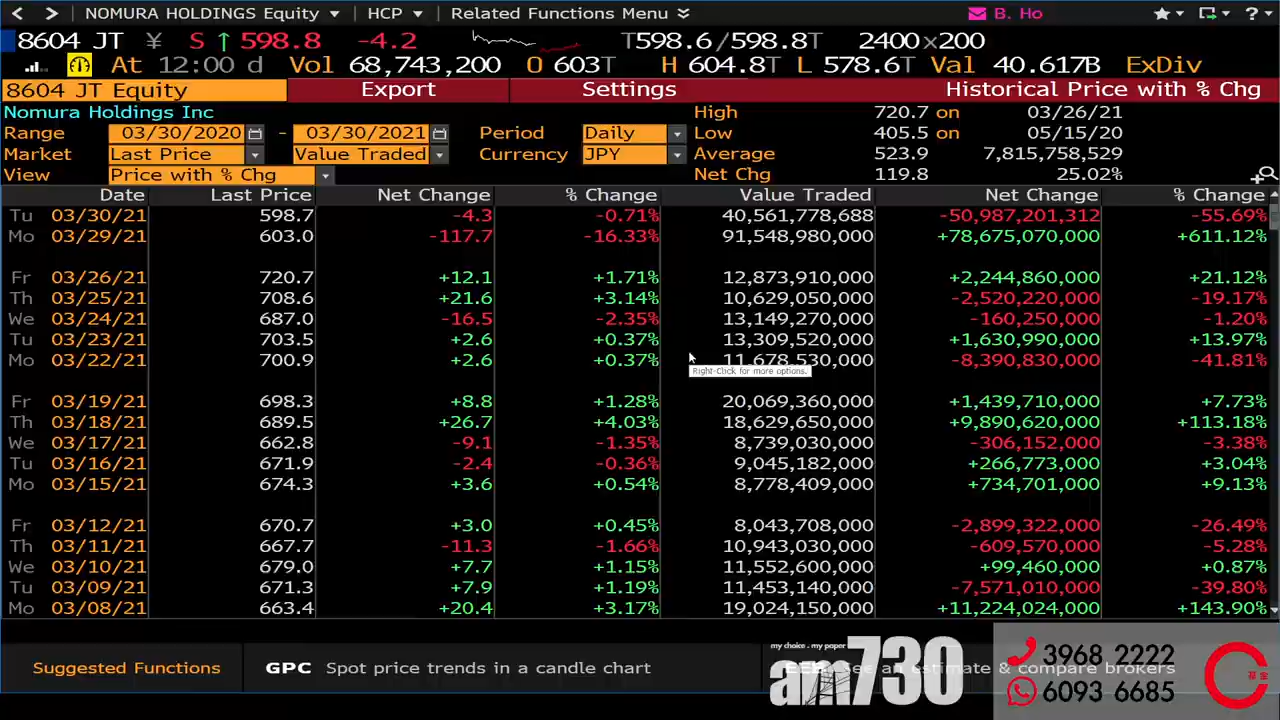 NOMURA HOLDINGS Equity HCP Related Functions Menu B. Ho ?
8604 JT ¥ S ↑ 598.8 -4.2 T598.6/598.8T 2400×200
At 12:00 d Vol 68,743,200 O 603T H 604.8T L 578.6T Val 40.617B ExDiv
8604 JT Equity Export Settings Historical Price with % Chg
Nomura Holdings Inc High 720.7 on 03/26/21
Range 03/30/2020 - 03/30/2021 Period Daily Low 405.5 on 05/15/20
Market Last Price Value Traded Currency JPY Average 523.9 7,815,758,529
View Price with % Chg Net Chg 119.8 25.02%
Date Last Price Net Change % Change Value Traded Net Change % Change
Tu 03/30/21 598.7 -4.3 -0.71% 40,561,778,688 -50,987,201,312 -55.69%
Mo 03/29/21 603.0 -117.7 -16.33% 91,548,980,000 +78,675,070,000 +611.12%
Fr 03/26/21 720.7 +12.1 +1.71% 12,873,910,000 +2,244,860,000 +21.12%
Th 03/25/21 708.6 +21.6 +3.14% 10,629,050,000 -2,520,220,000 -19.17%
We 03/24/21 687.0 -16.5 -2.35% 13,149,270,000 -160,250,000 -1.20%
Tu 03/23/21 703.5 +2.6 +0.37% 13,309,520,000 +1,630,990,000 +13.97%
Mo 03/22/21 700.9 +2.6 +0.37% 11,678,530,000 -8,390,830,000 -41.81%
Right-Click for more options.
Fr 03/19/21 698.3 +8.8 +1.28% 20,069,360,000 +1,439,710,000 +7.73%
Th 03/18/21 689.5 +26.7 +4.03% 18,629,650,000 +9,890,620,000 +113.18%
We 03/17/21 662.8 -9.1 -1.35% 8,739,030,000 -306,152,000 -3.38%
Tu 03/16/21 671.9 -2.4 -0.36% 9,045,182,000 +266,773,000 +3.04%
Mo 03/15/21 674.3 +3.6 +0.54% 8,778,409,000 +734,701,000 +9.13%
Fr 03/12/21 670.7 +3.0 +0.45% 8,043,708,000 -2,899,322,000 -26.49%
Th 03/11/21 667.7 -11.3 -1.66% 10,943,030,000 -609,570,000 -5.28%
We 03/10/21 679.0 +7.7 +1.15% 11,552,600,000 +99,460,000 +0.87%
Tu 03/09/21 671.3 +7.9 +1.19% 11,453,140,000 -7,571,010,000 -39.80%
Mo 03/08/21 663.4 +20.4 +3.17% 19,024,150,000 +11,224,024,000 +143.90%
Suggested Functions GPC Spot price trends in a candle chart See an estimate & compare brokers
my choice . my paper
am730
3968 2222
6093 6685